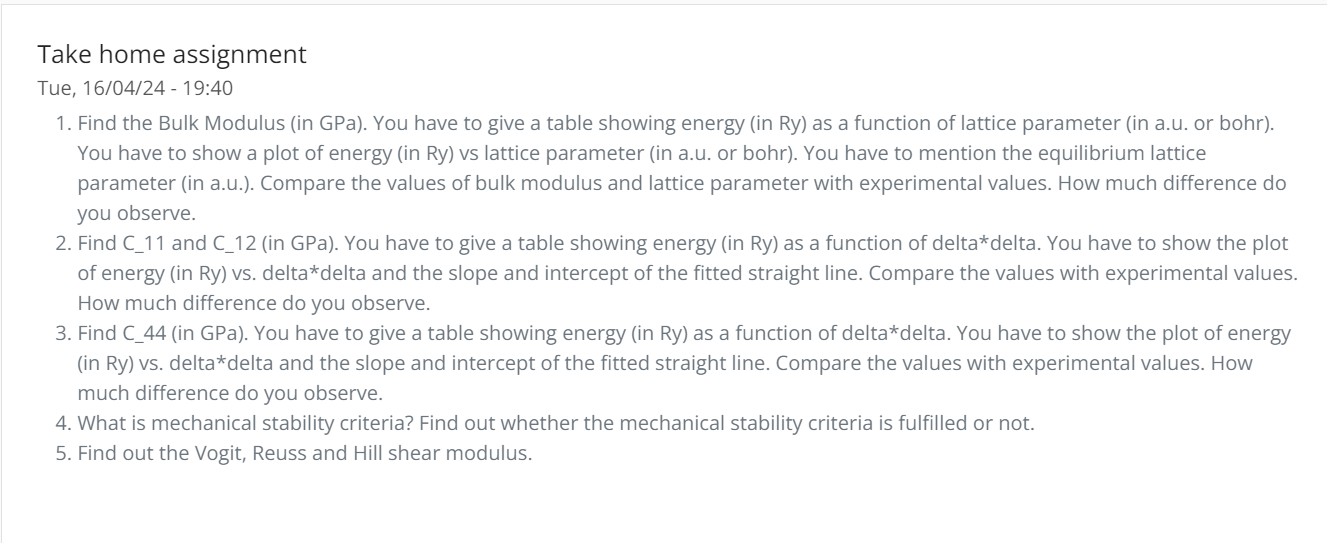 Take home assignment
Tue, 16/04/24 - 19:40
1. Find the Bulk Modulus (in GPa). You have to give a table showing energy (in Ry) as a function of lattice parameter (in a.u. or bohr).
You have to show a plot of energy (in Ry) vs lattice parameter (in a.u. or bohr). You have to mention the equilibrium lattice
parameter (in a.u.). Compare the values of bulk modulus and lattice parameter with experimental values. How much difference do
you observe.
2. Find C_11 and C_12 (in GPa). You have to give a table showing energy (in Ry) as a function of delta*delta. You have to show the plot
of energy (in Ry) vs. delta*delta and the slope and intercept of the fitted straight line. Compare the values with experimental values.
How much difference do you observe.
3. Find C_44 (in GPa). You have to give a table showing energy (in Ry) as a function of delta*delta. You have to show the plot of energy
(in Ry) vs. delta*delta and the slope and intercept of the fitted straight line. Compare the values with experimental values. How
much difference do you observe.
4. What is mechanical stability criteria? Find out whether the mechanical stability criteria is fulfilled or not.
5. Find out the Vogit, Reuss and Hill shear modulus.